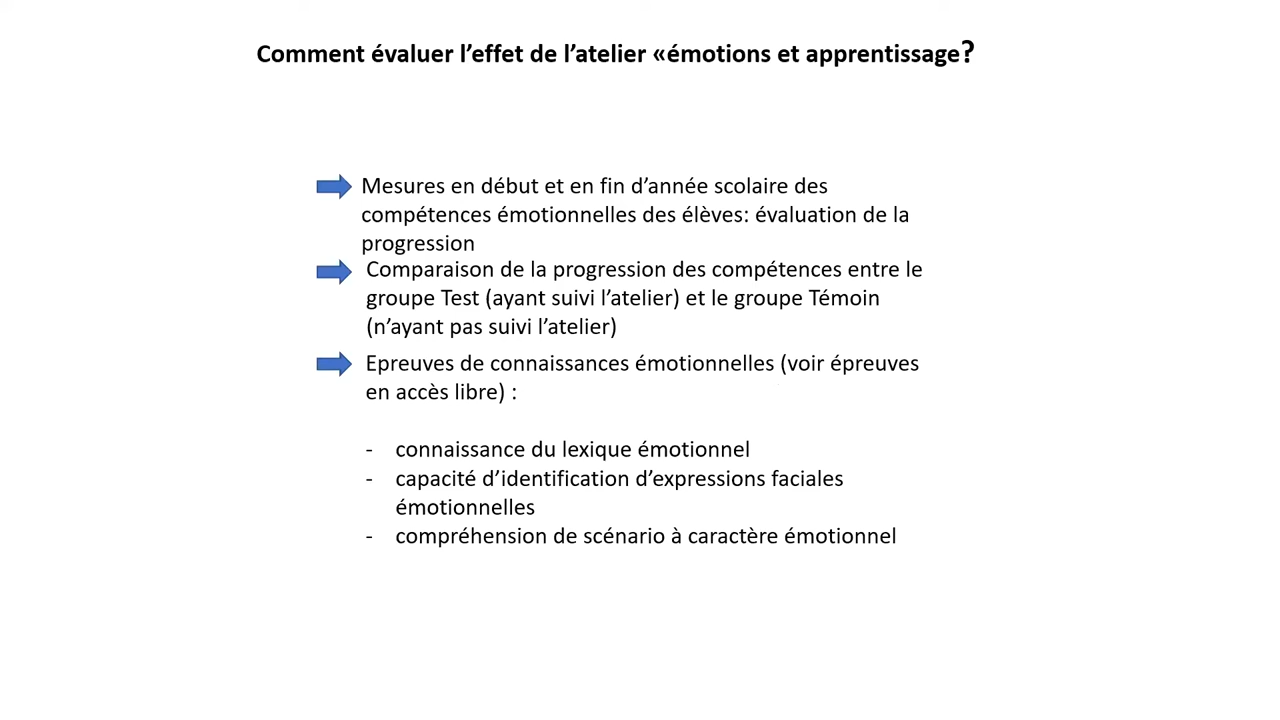 Comment évaluer l’effet de l’atelier «émotions et apprentissage?
Mesures en début et en fin d’année scolaire des
compétences émotionnelles des élèves: évaluation de la
progression
Comparaison de la progression des compétences entre le
groupe Test (ayant suivi l’atelier) et le groupe Témoin
(n’ayant pas suivi l’atelier)
Epreuves de connaissances émotionnelles (voir épreuves
en accès libre) :
- connaissance du lexique émotionnel
- capacité d’identification d’expressions faciales
émotionnelles
- compréhension de scénario à caractère émotionnel